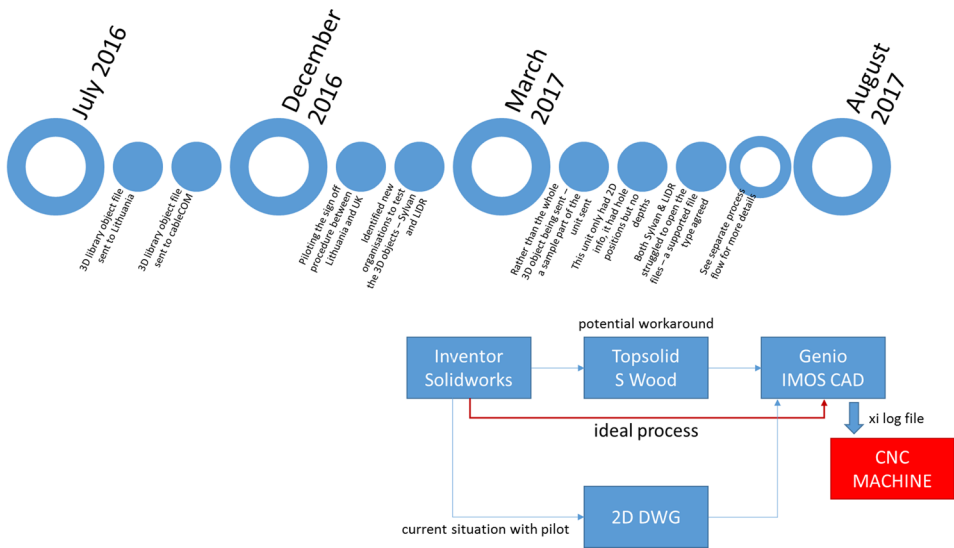 July 2016
3D library object file
sent to Lithuania
3D library object file
sent to cableCOM
December
2016
Piloting the sign off
procedure between
Lithuania and UK
Identified new
organisations to test
the 3D objects – Sylvan
and LIDR
March
2017
Rather than the whole
3D object being sent –
a sample part of the
unit sent
This unit only had 2D
info, it had hole
positions but no
depths
Both Sylvan & LIDR
struggled to open the
files – a supported file
type agreed
See separate process
flow for more details
August
2017
potential workaround
Inventor
Solidworks
Topsolid
S Wood
Genio
IMOS CAD
ideal process
xi log file
CNC
MACHINE
current situation with pilot
2D DWG